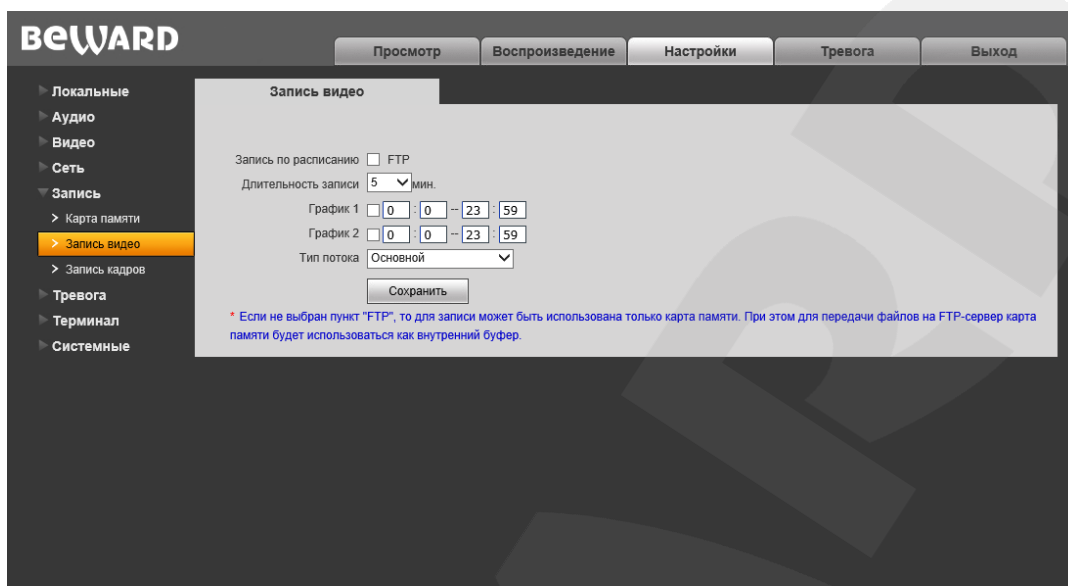 BEWARD
Просмотр
Воспроизведение
Настройки
Тревога
Выход
Локальные
Аудио
Видео
Сеть
Запись
> Карта памяти
> Запись видео
> Запись кадров
Тревога
Терминал
Системные
Запись видео
Запись по расписанию FTP
Длительность записи 5 мин.
График 1 0 : 0 -- 23 : 59
График 2 0 : 0 -- 23 : 59
Тип потока Основной
Сохранить
* Если не выбран пункт "FTP", то для записи может быть использована только карта памяти. При этом для передачи файлов на FTP-сервер карта
памяти будет использоваться как внутренний буфер.